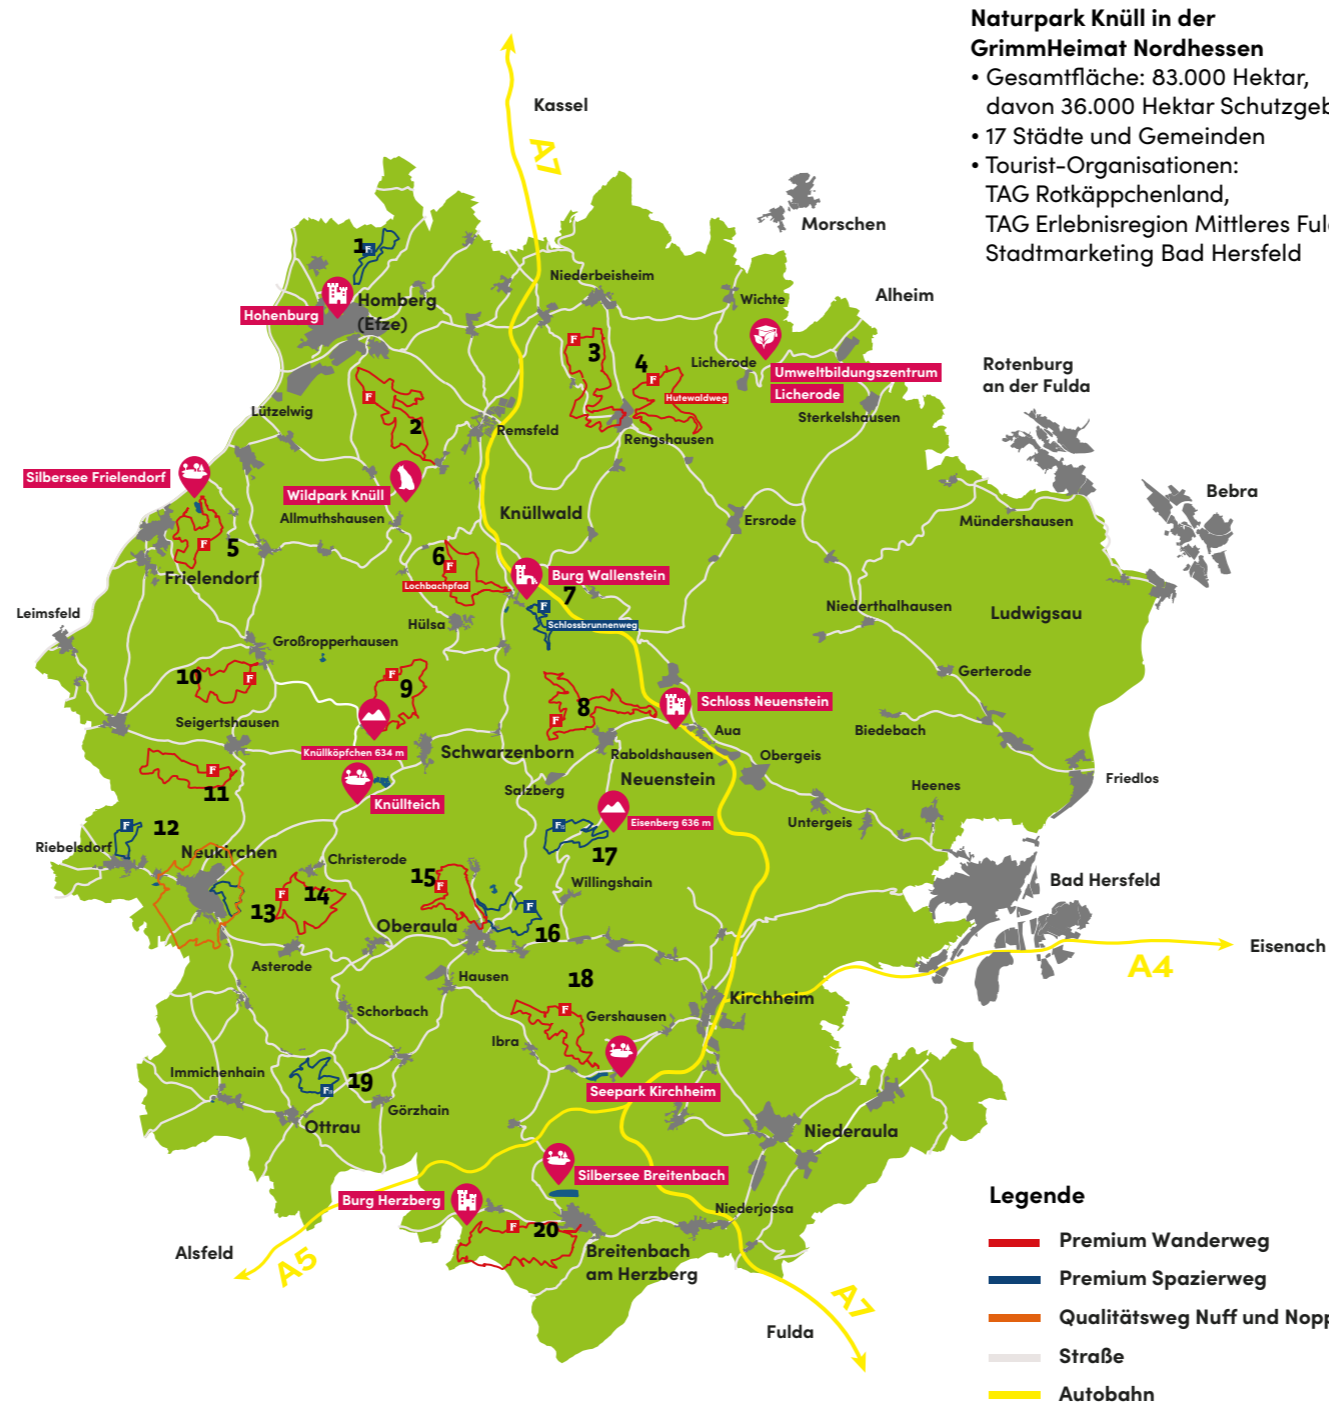 Naturpark Knüll in der
GrimmHeimat Nordhessen
• Gesamtfläche: 83.000 Hektar,
davon 36.000 Hektar Schutzgeb
• 17 Städte und Gemeinden
• Tourist-Organisationen:
TAG Rotkäppchenland,
TAG Erlebnisregion Mittleres Ful
Stadtmarketing Bad Hersfeld
Kassel
A7
Morschen
1
F
Niederbeisheim
Wichte
Alheim
Hohenburg
Homberg
(Efze)
3
F
4
F
Hutewaldweg
Licherode
Umweltbildungszentrum
Licherode
Rotenburg
an der Fulda
Lützelwig
F
2
Remsfeld
Rengshausen
Sterkelshausen
Silbersee Frielendorf
Wildpark Knüll
Allmuthshausen
Knüllwald
Ersrode
Mündershausen
Bebra
F
5
Frielendorf
6
F
Lochbachpfad
Burg Wallenstein
7
F
Schlossbrunnenweg
Hülsa
Leimsfeld
Niederthalhausen
Ludwigsau
Großropperhausen
10
F
F
9
Gerterode
Seigertshausen
8
F
Schloss Neuenstein
Knüllköpfchen 634 m
Schwarzenborn
Raboldshausen
Aua
Biedebach
Neuenstein
Obergeis
F
11
Knüllteich
Salzberg
Friedlos
Heenes
Eisenberg 636 m
Untergeis
12
F
Riebelsdorf
Neukirchen
F
17
Christerode
Willingshain
15
F
Bad Hersfeld
13
F
14
Oberaula
F
16
Eisenach
A4
Asterode
Hausen
18
Kirchheim
Schorbach
F
Gershausen
Ibra
Immichenhain
F
19
Seepark Kirchheim
Görzhain
Ottrau
Niederaula
Silbersee Breitenbach
Burg Herzberg
Niederjossa
F
20
Breitenbach
am Herzberg
Alsfeld
A5
A7
Fulda
Legende
Premium Wanderweg
Premium Spazierweg
Qualitätsweg Nuff und Nopp
Straße
Autobahn